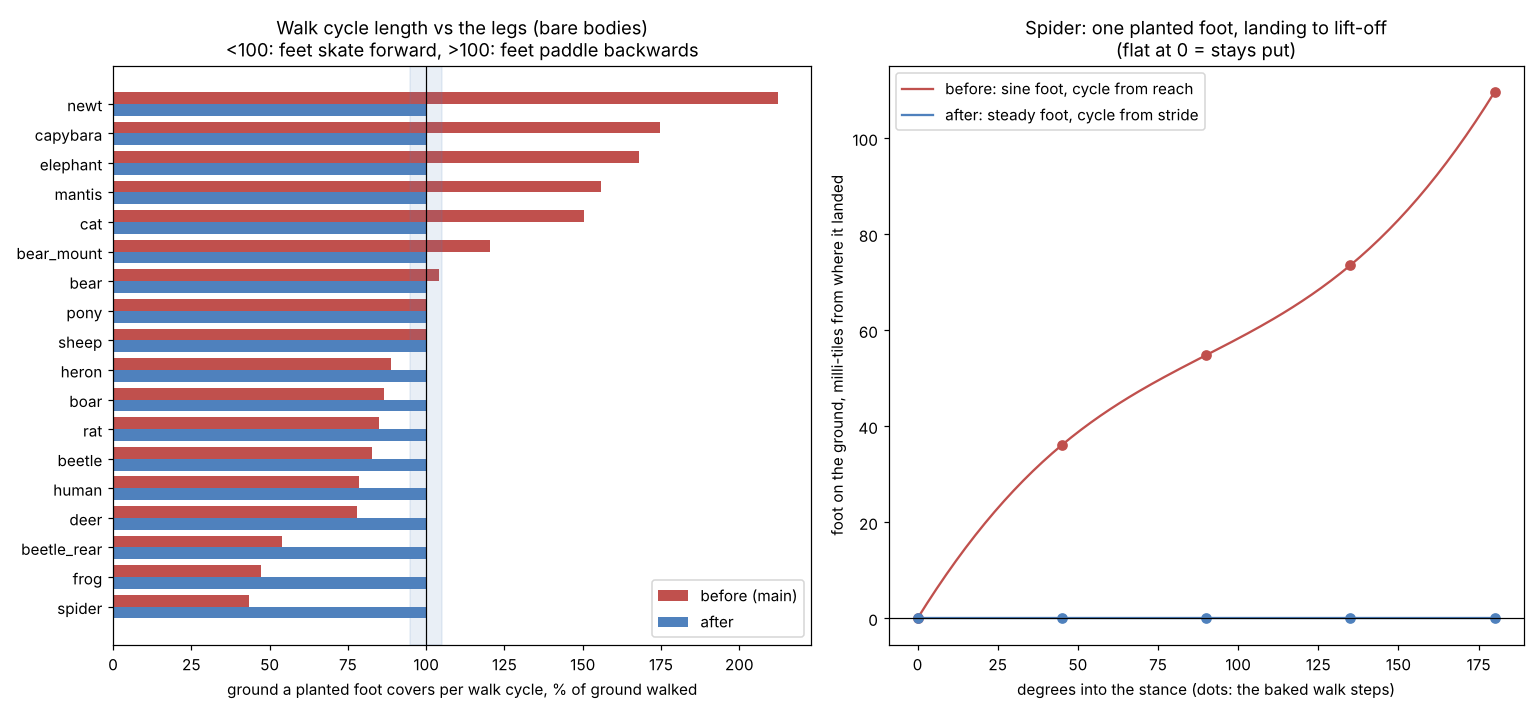 Walk cycle length vs the legs (bare bodies)
<100: feet skate forward, >100: feet paddle backwards
newt
capybara
elephant
mantis
cat
bear_mount
bear
pony
sheep
heron
boar
rat
beetle
human
deer
beetle_rear
frog
spider
before (main)
after
0 25 50 75 100 125 150 175 200
ground a planted foot covers per walk cycle, % of ground walked
Spider: one planted foot, landing to lift-off
(flat at 0 = stays put)
before: sine foot, cycle from reach
after: steady foot, cycle from stride
foot on the ground, milli-tiles from where it landed
100
80
60
40
20
0
0 25 50 75 100 125 150 175
degrees into the stance (dots: the baked walk steps)